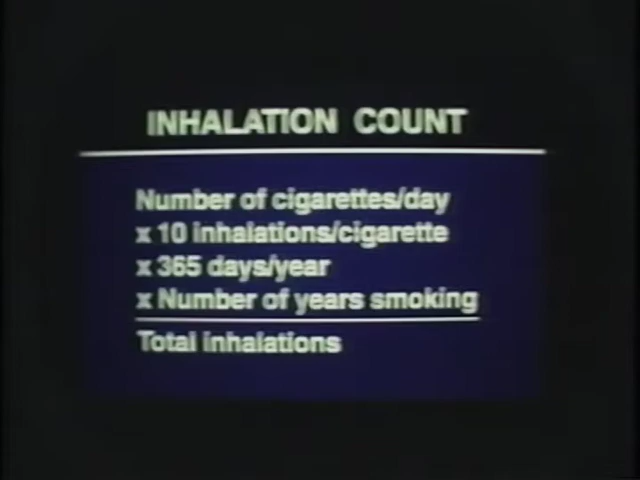 INHALATION COUNT
Number of cigarettes/day
x 10 inhalations/cigarette
x 365 days/year
x Number of years smoking
Total inhalations